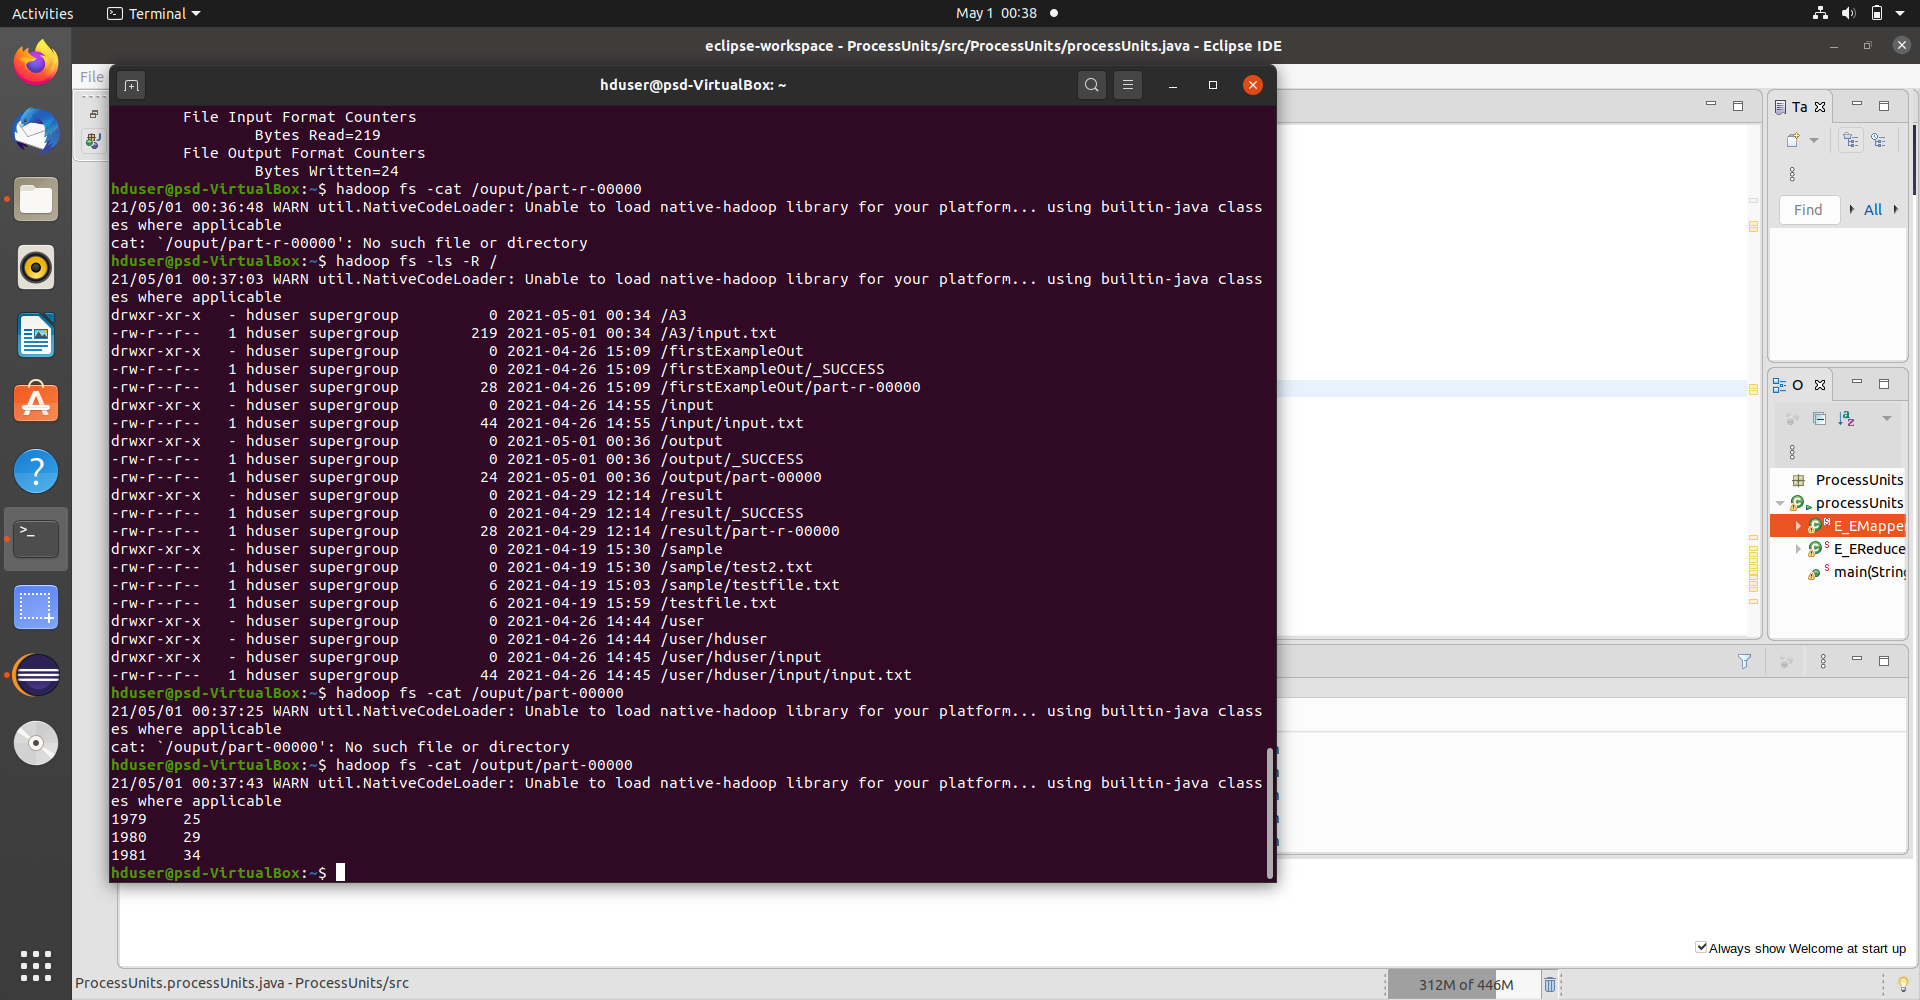 Activities
Terminal
May 1  00:38
eclipse-workspace - ProcessUnits/src/ProcessUnits/processUnits.java - Eclipse IDE
File
hduser@psd-VirtualBox: ~
        File Input Format Counters
                Bytes Read=219
        File Output Format Counters
                Bytes Written=24
hduser@psd-VirtualBox:~$ hadoop fs -cat /ouput/part-r-00000
21/05/01 00:36:48 WARN util.NativeCodeLoader: Unable to load native-hadoop library for your platform... using builtin-java class
es where applicable
cat: `/ouput/part-r-00000': No such file or directory
hduser@psd-VirtualBox:~$ hadoop fs -ls -R /
21/05/01 00:37:03 WARN util.NativeCodeLoader: Unable to load native-hadoop library for your platform... using builtin-java class
es where applicable
drwxr-xr-x   - hduser supergroup          0 2021-05-01 00:34 /A3
-rw-r--r--   1 hduser supergroup        219 2021-05-01 00:34 /A3/input.txt
drwxr-xr-x   - hduser supergroup          0 2021-04-26 15:09 /firstExampleOut
-rw-r--r--   1 hduser supergroup          0 2021-04-26 15:09 /firstExampleOut/_SUCCESS
-rw-r--r--   1 hduser supergroup         28 2021-04-26 15:09 /firstExampleOut/part-r-00000
drwxr-xr-x   - hduser supergroup          0 2021-04-26 14:55 /input
-rw-r--r--   1 hduser supergroup         44 2021-04-26 14:55 /input/input.txt
drwxr-xr-x   - hduser supergroup          0 2021-05-01 00:36 /output
-rw-r--r--   1 hduser supergroup          0 2021-05-01 00:36 /output/_SUCCESS
-rw-r--r--   1 hduser supergroup         24 2021-05-01 00:36 /output/part-00000
drwxr-xr-x   - hduser supergroup          0 2021-04-29 12:14 /result
-rw-r--r--   1 hduser supergroup          0 2021-04-29 12:14 /result/_SUCCESS
-rw-r--r--   1 hduser supergroup         28 2021-04-29 12:14 /result/part-r-00000
drwxr-xr-x   - hduser supergroup          0 2021-04-19 15:30 /sample
-rw-r--r--   1 hduser supergroup          0 2021-04-19 15:30 /sample/test2.txt
-rw-r--r--   1 hduser supergroup          6 2021-04-19 15:03 /sample/testfile.txt
-rw-r--r--   1 hduser supergroup          6 2021-04-19 15:59 /testfile.txt
drwxr-xr-x   - hduser supergroup          0 2021-04-26 14:44 /user
drwxr-xr-x   - hduser supergroup          0 2021-04-26 14:44 /user/hduser
drwxr-xr-x   - hduser supergroup          0 2021-04-26 14:45 /user/hduser/input
-rw-r--r--   1 hduser supergroup         44 2021-04-26 14:45 /user/hduser/input/input.txt
hduser@psd-VirtualBox:~$ hadoop fs -cat /ouput/part-00000
21/05/01 00:37:25 WARN util.NativeCodeLoader: Unable to load native-hadoop library for your platform... using builtin-java class
es where applicable
cat: `/ouput/part-00000': No such file or directory
hduser@psd-VirtualBox:~$ hadoop fs -cat /output/part-00000
21/05/01 00:37:43 WARN util.NativeCodeLoader: Unable to load native-hadoop library for your platform... using builtin-java class
es where applicable
1979    25
1980    29
1981    34
hduser@psd-VirtualBox:~$
Ta
Find
All
O
ProcessUnits
processUnits
E_EMapper
E_EReduce
main(String
Always show Welcome at start up
ProcessUnits.processUnits.java - ProcessUnits/src
312M of 446M